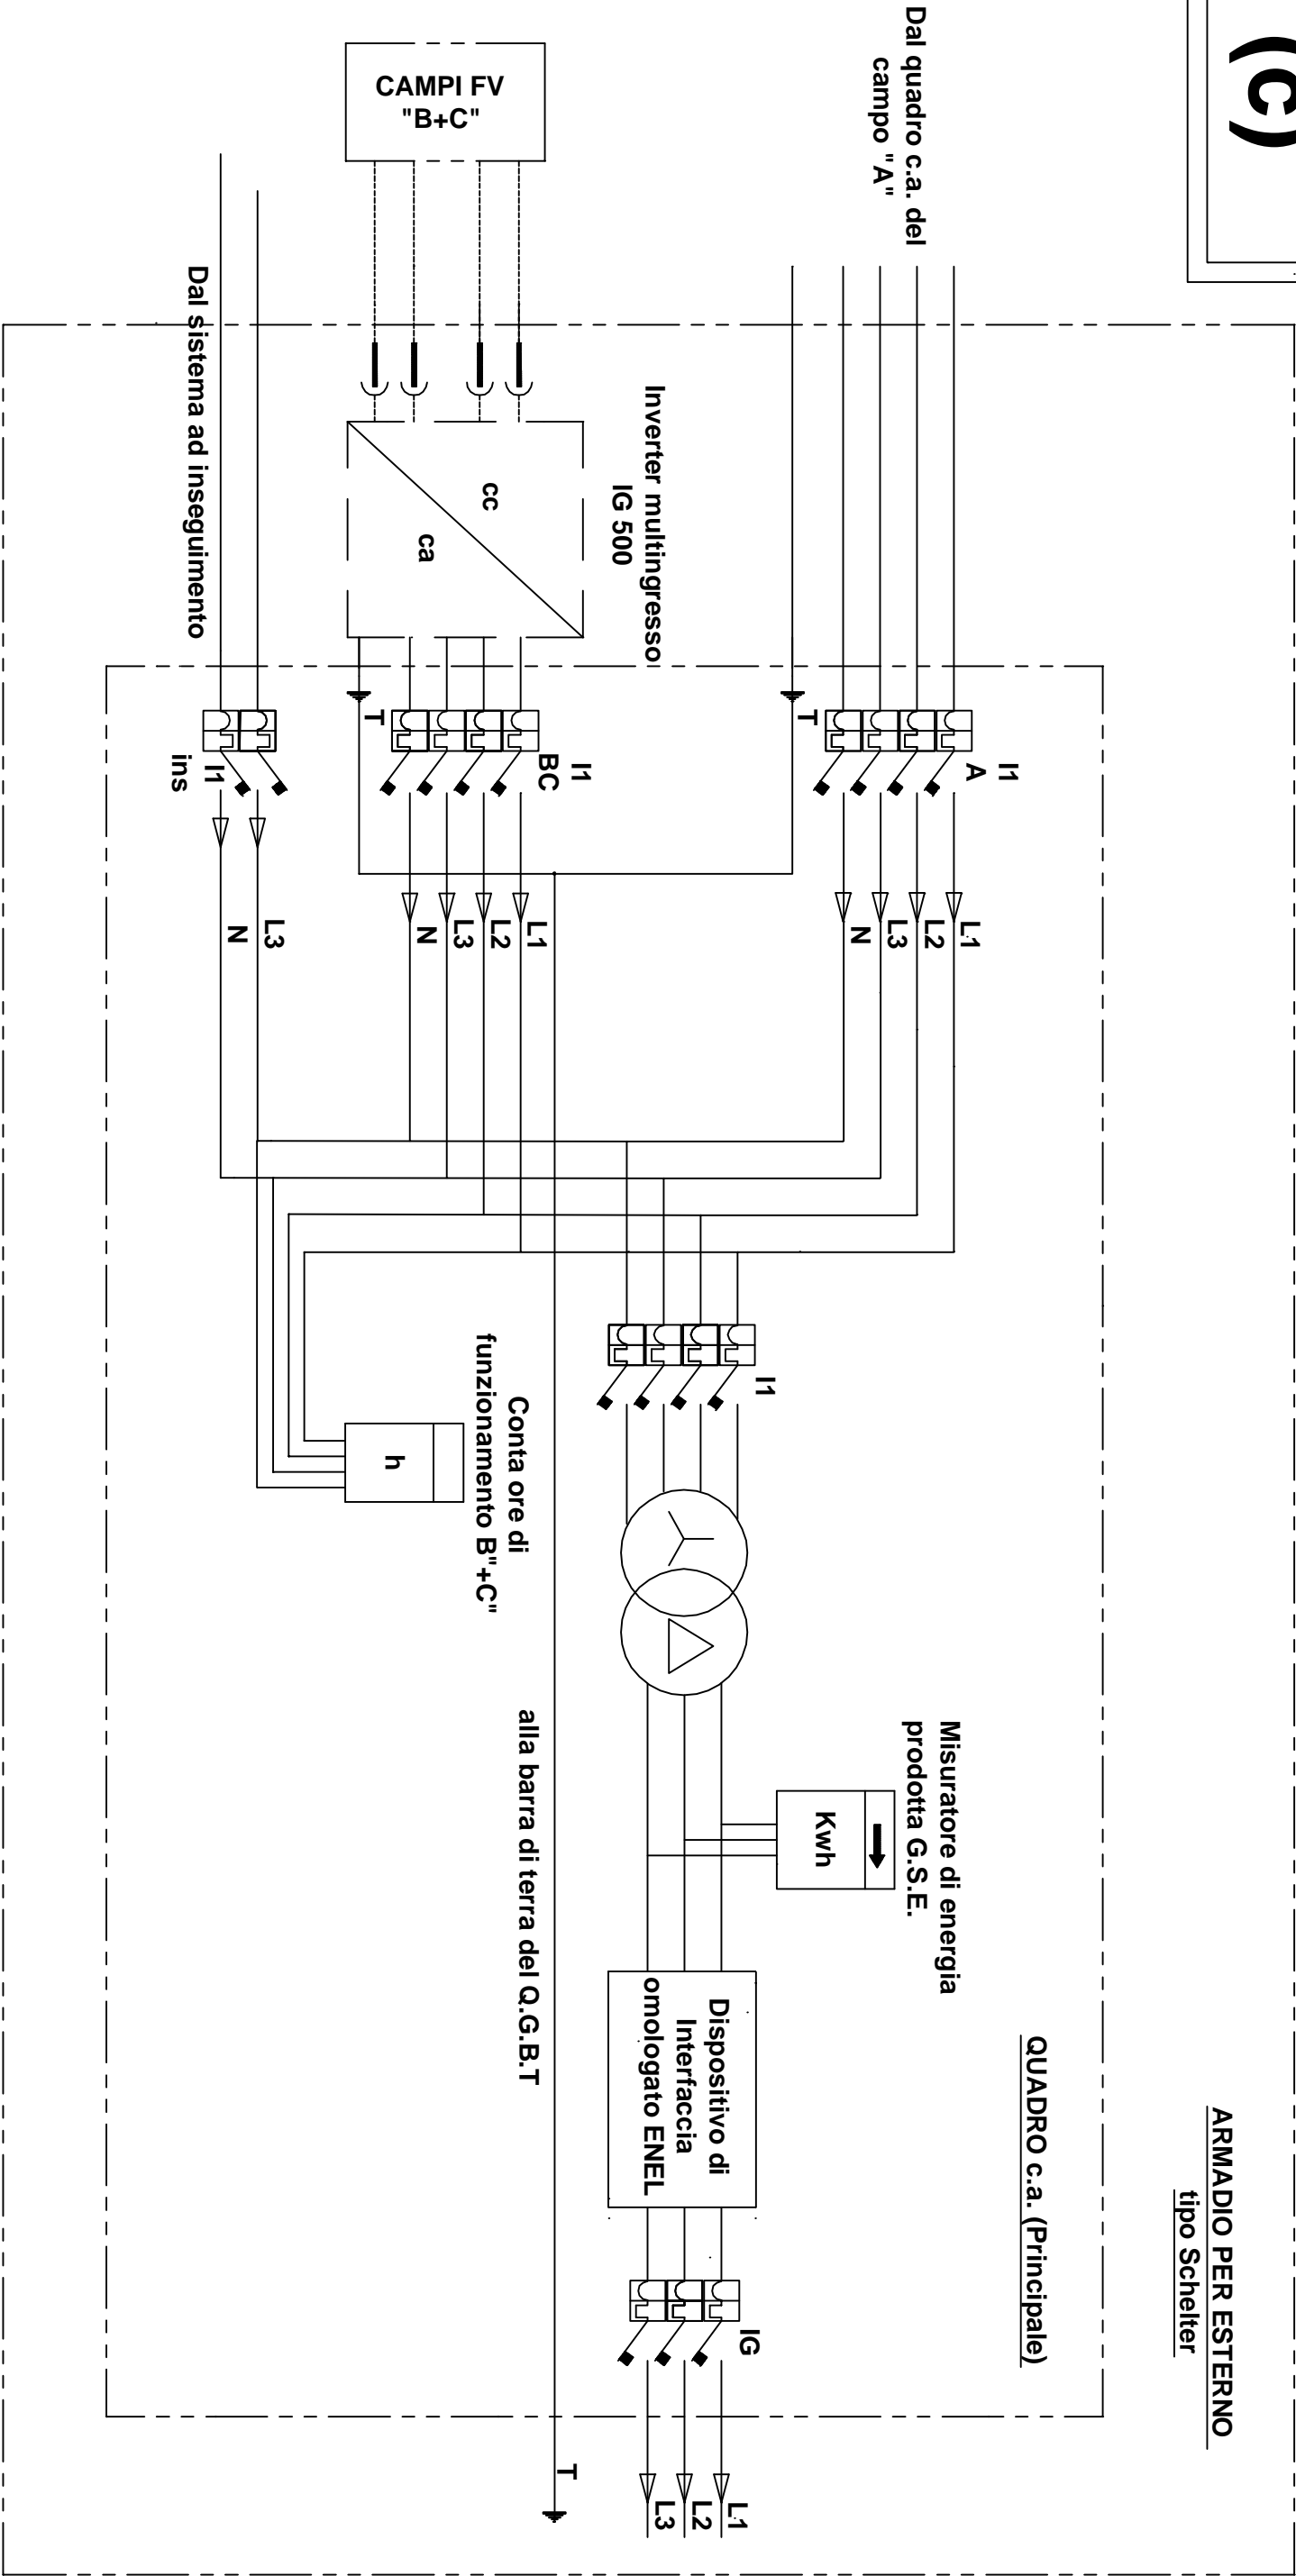 (C)
ARMADIO PER ESTERNO
tipo Schelter
QUADRO c.a. (Principale)
Dal quadro c.a. del
campo "A"
I1
A
L1
L2
L3
N
T
Misuratore di energia
prodotta G.S.E.
Kwh
I1
Dispositivo di
Interfaccia
omologato ENEL
IG
L1
L2
L3
Inverter multingresso
IG 500
CAMPI FV
"B+C"
cc
ca
I1
BC
L1
L2
L3
N
T
alla barra di terra del Q.G.B.T
T
Conta ore di
funzionamento B"+C"
h
Dal sistema ad inseguimento
I1
ins
L3
N